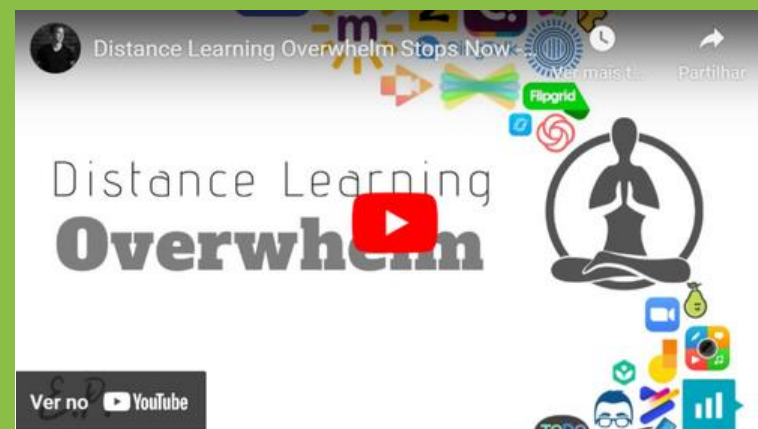 Distance Learning Overwhelm Stops Now -...
Ver mais t...
Partilhar
Flipgrid
Distance Learning
Overwhelm
E.P.
Ver no YouTube